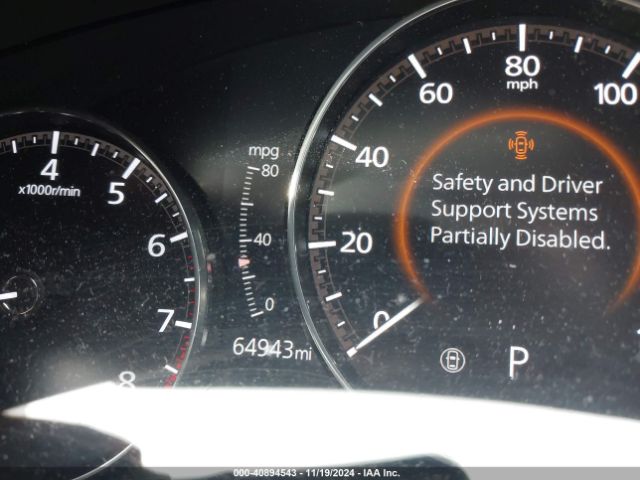 4
5
6
7
8
x1000r/min
mpg
80
40
0
64943mi
0
20
40
60
80
100
mph
Safety and Driver
Support Systems
Partially Disabled.
P
000-40894543 - 11/19/2024 - IAA Inc.